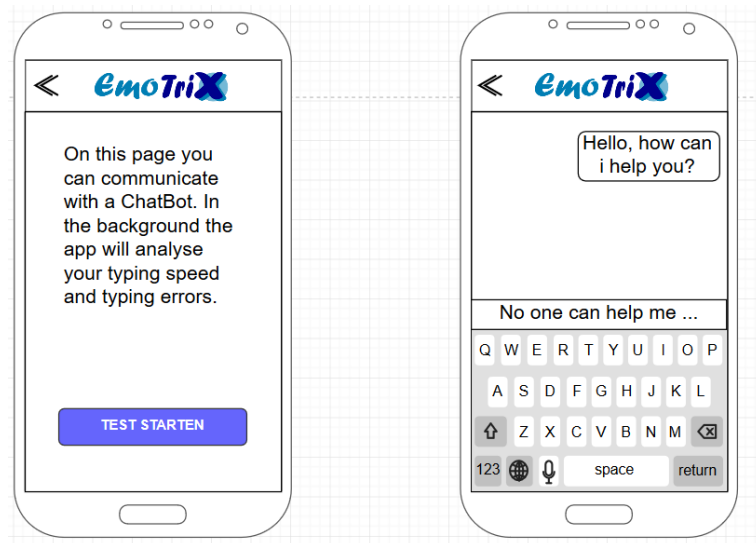 EmoTriX
On this page you
can communicate
with a ChatBot. In
the background the
app will analyse
your typing speed
and typing errors.
TEST STARTEN
EmoTriX
Hello, how can
i help you?
No one can help me ...
Q W E R T Y U I O P
A S D F G H J K L
Z X C V B N M
123 space return